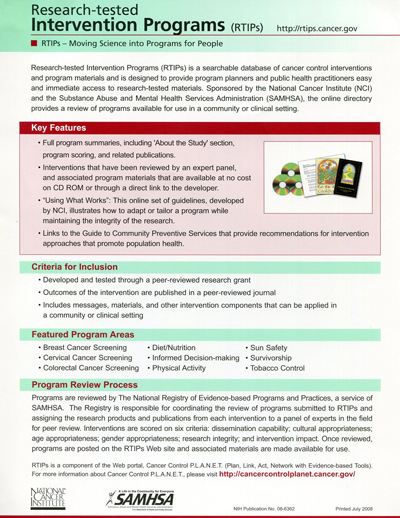 Research-tested
Intervention Programs (RTIPs) http://rtips.cancer.gov
RTIPs – Moving Science into Programs for People
Research-tested Intervention Programs (RTIPs) is a searchable database of cancer control interventions
and program materials and is designed to provide program planners and public health practitioners easy
and immediate access to research-tested materials. Sponsored by the National Cancer Institute (NCI)
and the Substance Abuse and Mental Health Services Administration (SAMHSA), the online directory
provides a review of programs available for use in a community or clinical setting.
Key Features
• Full program summaries, including 'About the Study' section,
program scoring, and related publications.
• Interventions that have been reviewed by an expert panel,
and associated program materials that are available at no cost
on CD ROM or through a direct link to the developer.
• "Using What Works": This online set of guidelines, developed
by NCI, illustrates how to adapt or tailor a program while
maintaining the integrity of the research.
• Links to the Guide to Community Preventive Services that provide recommendations for intervention
approaches that promote population health.
Criteria for Inclusion
• Developed and tested through a peer-reviewed research grant
• Outcomes of the intervention are published in a peer-reviewed journal
• Includes messages, materials, and other intervention components that can be applied in
a community or clinical setting
Featured Program Areas
• Breast Cancer Screening • Diet/Nutrition • Sun Safety
• Cervical Cancer Screening • Informed Decision-making • Survivorship
• Colorectal Cancer Screening • Physical Activity • Tobacco Control
Program Review Process
Programs are reviewed by The National Registry of Evidence-based Programs and Practices, a service of
SAMHSA. The Registry is responsible for coordinating the review of programs submitted to RTIPs and
assigning the research products and publications from each intervention to a panel of experts in the field
for peer review. Interventions are scored on six criteria: dissemination capability; cultural appropriateness;
age appropriateness; gender appropriateness; research integrity; and intervention impact. Once reviewed,
programs are posted on the RTIPs Web site and associated materials are made available for use.
RTIPs is a component of the Web portal, Cancer Control P.L.A.N.E.T. (Plan, Link, Act, Network with Evidence-based Tools).
For more information about Cancer Control P.L.A.N.E.T., please visit http://cancercontrolplanet.cancer.gov/
NATIONAL
CANCER
INSTITUTE
A Life in the Community for Everyone
SAMHSA
NIH Publication No. 06-6362
Printed July 2008